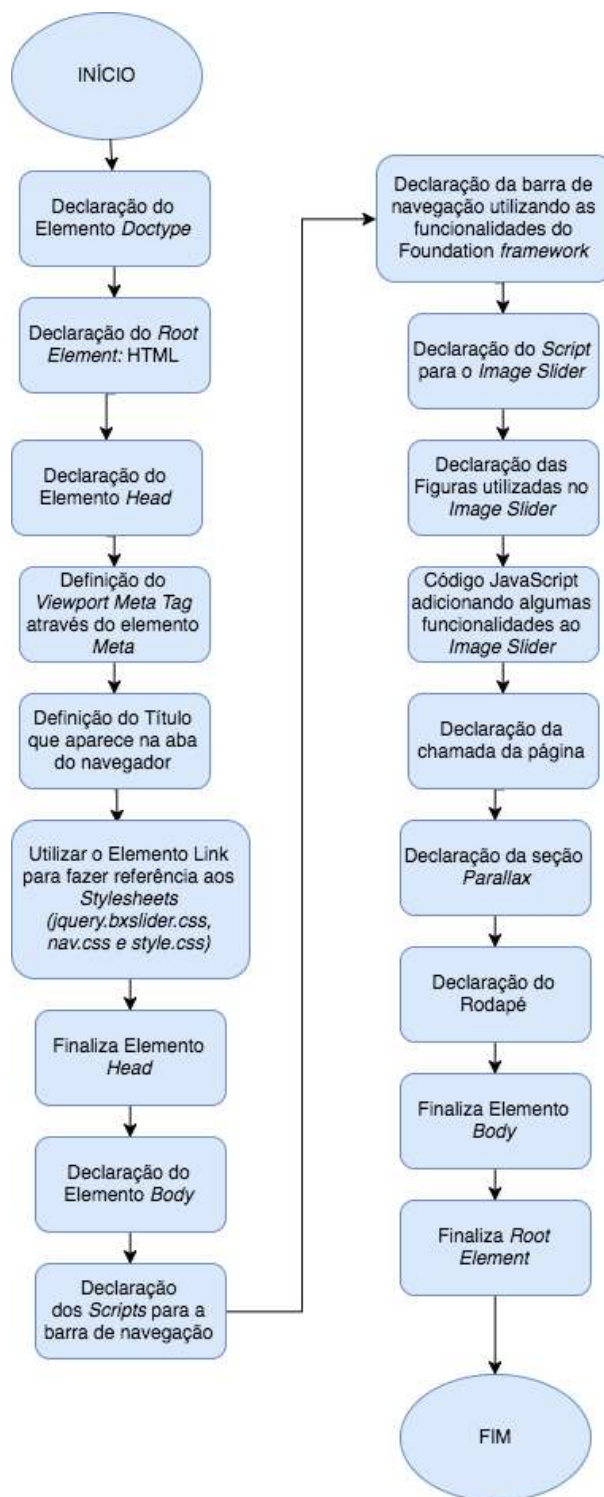 INÍCIO
Declaração do
Elemento Doctype
Declaração do Root
Element: HTML
Declaração do
Elemento Head
Definição do
Viewport Meta Tag
através do elemento
Meta
Definição do Título
que aparece na aba
do navegador
Utilizar o Elemento Link
para fazer referência aos
Stylesheets
(jquery.bxslider.css,
nav.css e style.css)
Finaliza Elemento
Head
Declaração do
Elemento Body
Declaração
dos Scripts para a
barra de navegação
Declaração da barra de
navegação utilizando as
funcionalidades do
Foundation framework
Declaração do Script
para o Image Slider
Declaração das
Figuras utilizadas no
Image Slider
Código JavaScript
adicionando algumas
funcionalidades ao
Image Slider
Declaração da
chamada da página
Declaração da seção
Parallax
Declaração do
Rodapé
Finaliza Elemento
Body
Finaliza Root
Element
FIM